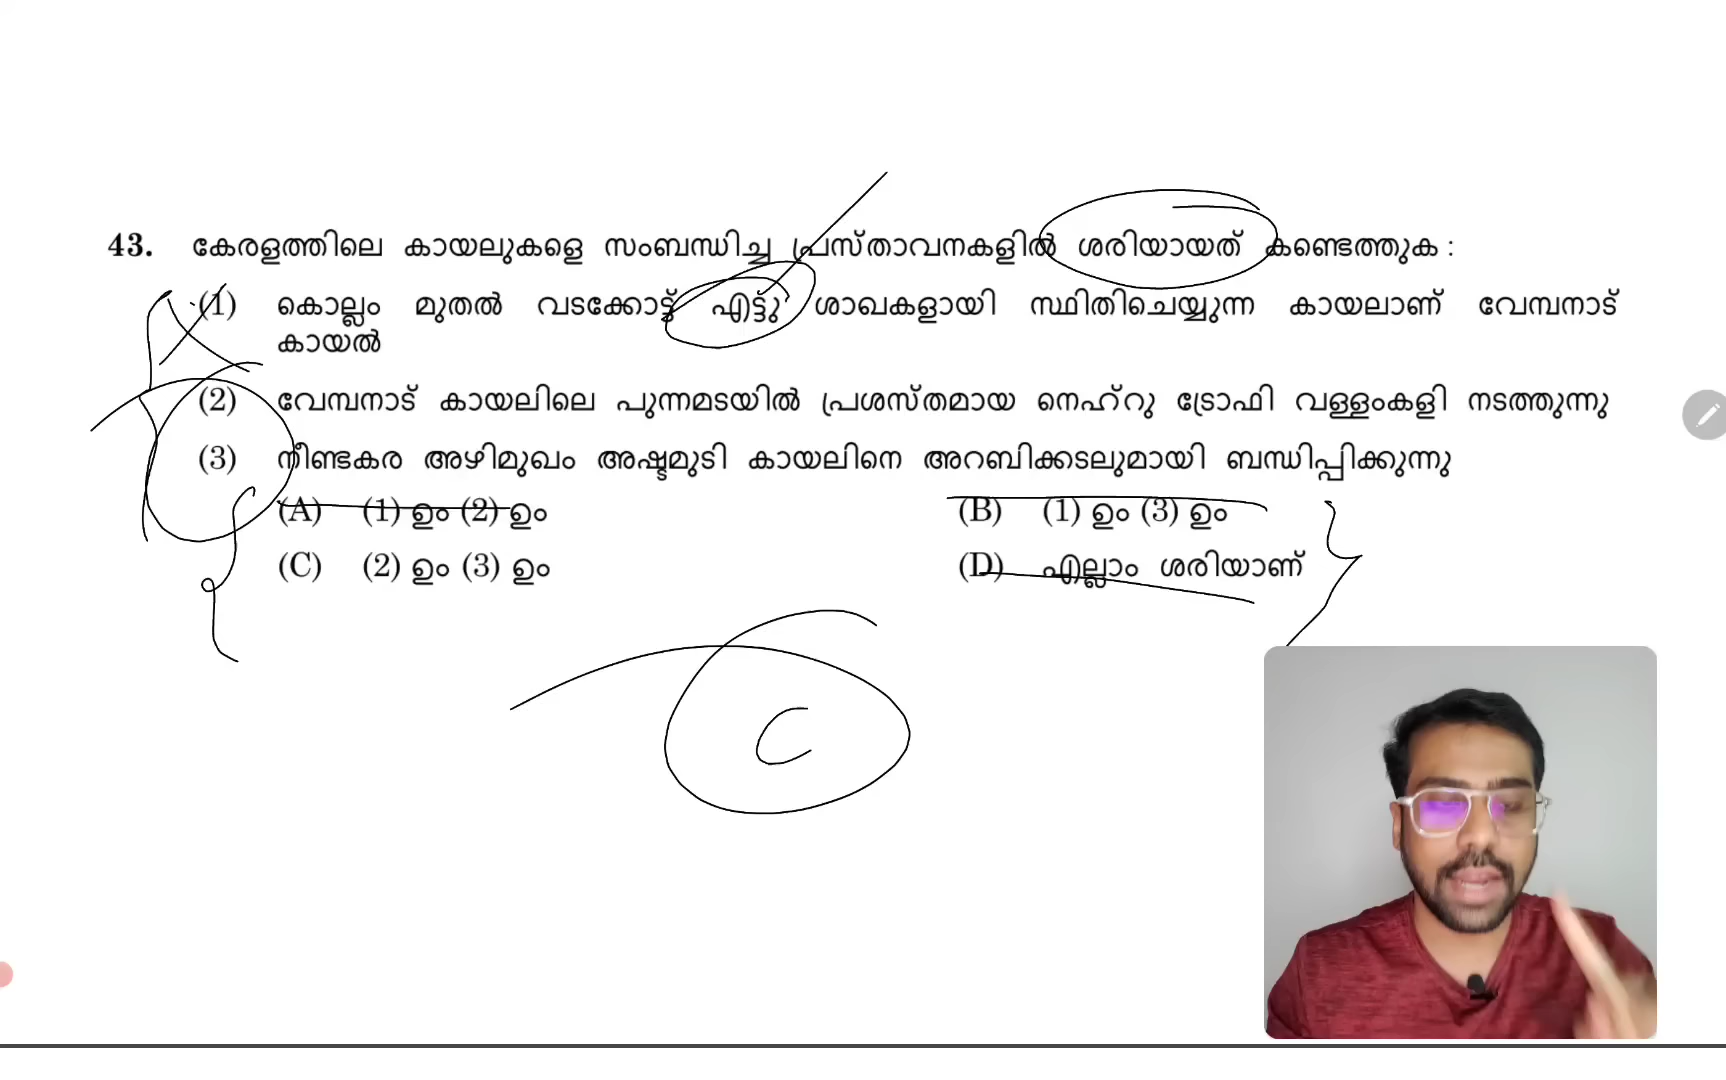 43. കേരളത്തിലെ കായലുകളെ സംബന്ധിച്ച പ്രസ്താവനകളിൽ ശരിയായത് കണ്ടെത്തുക :
(1) കൊല്ലം മുതൽ വടക്കോട്ട് എട്ടു ശാഖകളായി സ്ഥിതിചെയ്യുന്ന കായലാണ് വേമ്പനാട്
കായൽ
(2) വേമ്പനാട് കായലിലെ പുന്നമടയിൽ പ്രശസ്തമായ നെഹ്റു ട്രോഫി വള്ളംകളി നടത്തുന്നു
(3) നീണ്ടകര അഴിമുഖം അഷ്ടമുടി കായലിനെ അറബിക്കടലുമായി ബന്ധിപ്പിക്കുന്നു
(A) (1) ഉം (2) ഉം (B) (1) ഉം (3) ഉം
(C) (2) ഉം (3) ഉം (D) എല്ലാം ശരിയാണ്
C